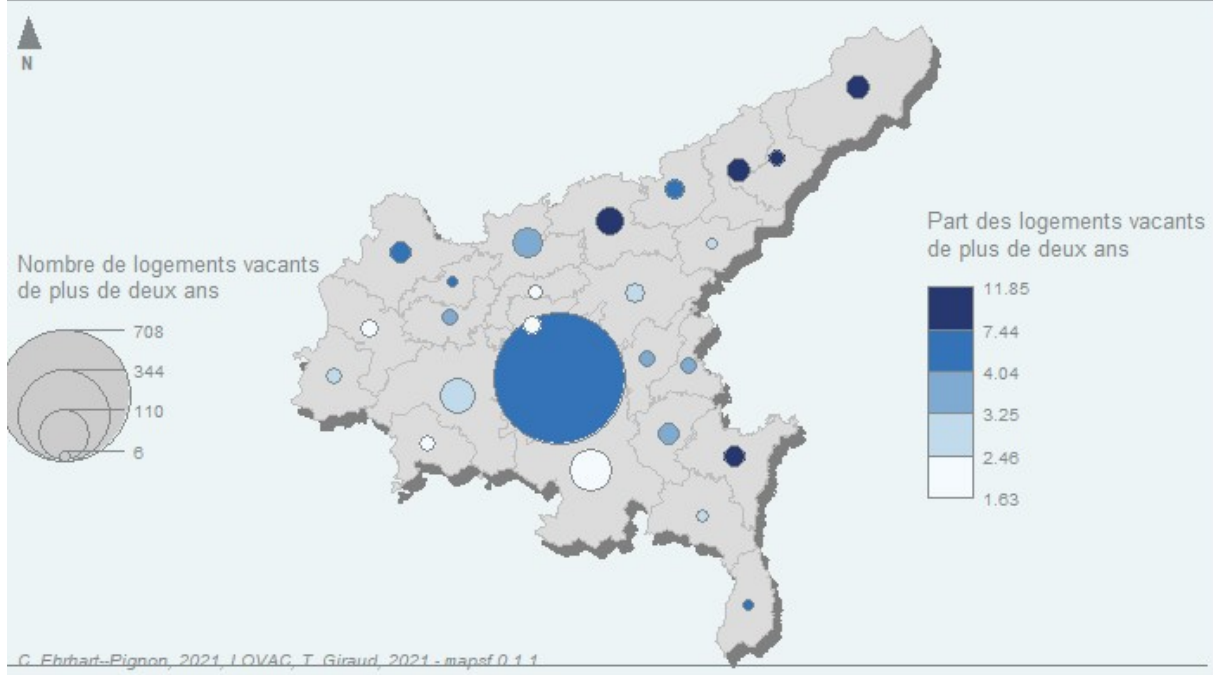 N
Nombre de logements vacants
de plus de deux ans
708
344
110
6
Part des logements vacants
de plus de deux ans
11.85
7.44
4.04
3.25
2.46
1.63
C. Ehrhart--Pignon, 2021, LOVAC, T. Giraud, 2021 - mapsf 0.1.1